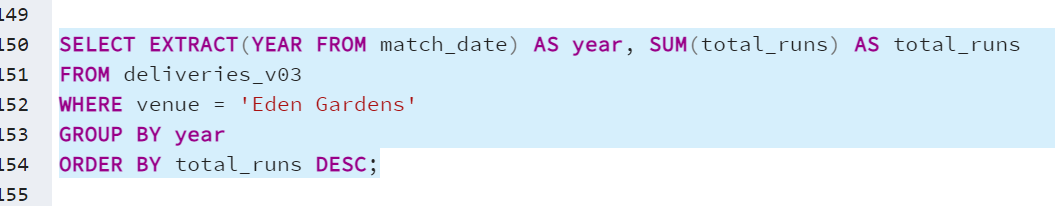 149
150 SELECT EXTRACT(YEAR FROM match_date) AS year, SUM(total_runs) AS total_runs
151 FROM deliveries_v03
152 WHERE venue = 'Eden Gardens'
153 GROUP BY year
154 ORDER BY total_runs DESC;
155